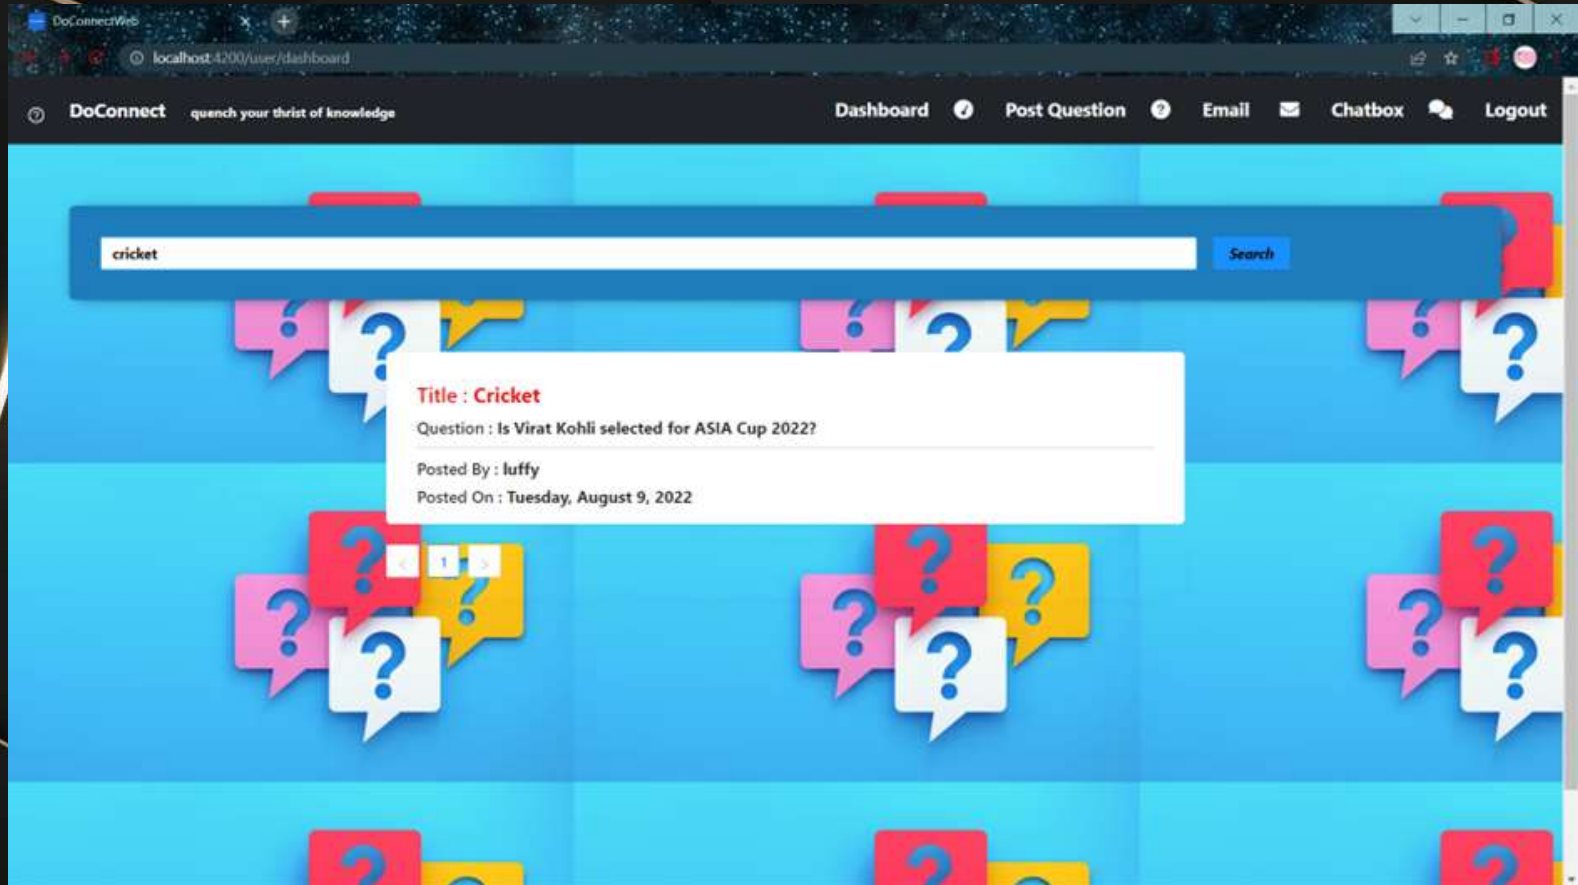 DoConnectWeb
localhost:4200/user/dashboard
DoConnect quench your thrist of knowledge Dashboard Post Question Email Chatbox Logout
cricket Search
Title : Cricket
Question : Is Virat Kohli selected for ASIA Cup 2022?
Posted By : luffy
Posted On : Tuesday, August 9, 2022
< 1 >